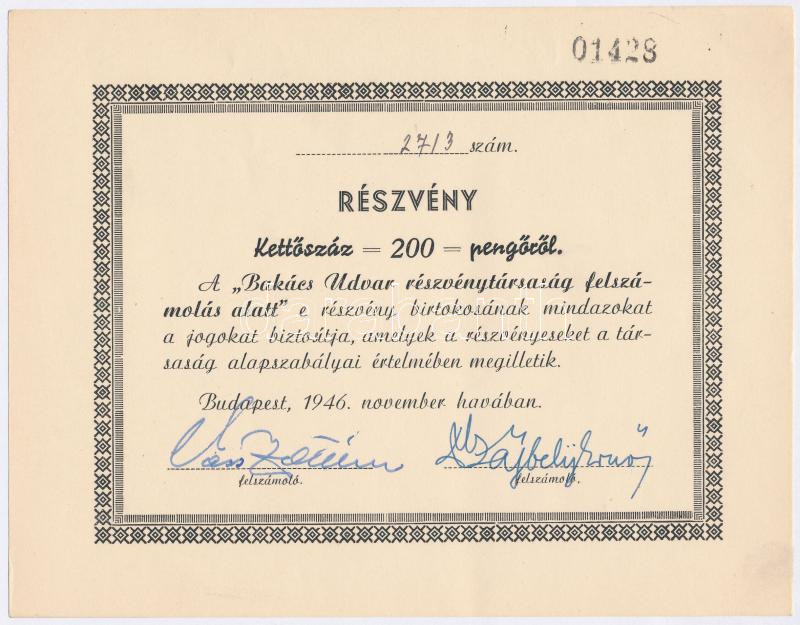 01428
2713 szám.
RÉSZVÉNY
Kettőszáz = 200 = pengőről.
A „Bakács Udvar részvénytársaság felszá-
molás alatt” e részvény birtokosának mindazokat
a jogokat biztosítja, amelyek a részvényeseket a tár-
saság alapszabályai értelmében megilletik.
Budapest, 1946. november havában.
felszámoló. felszámoló.